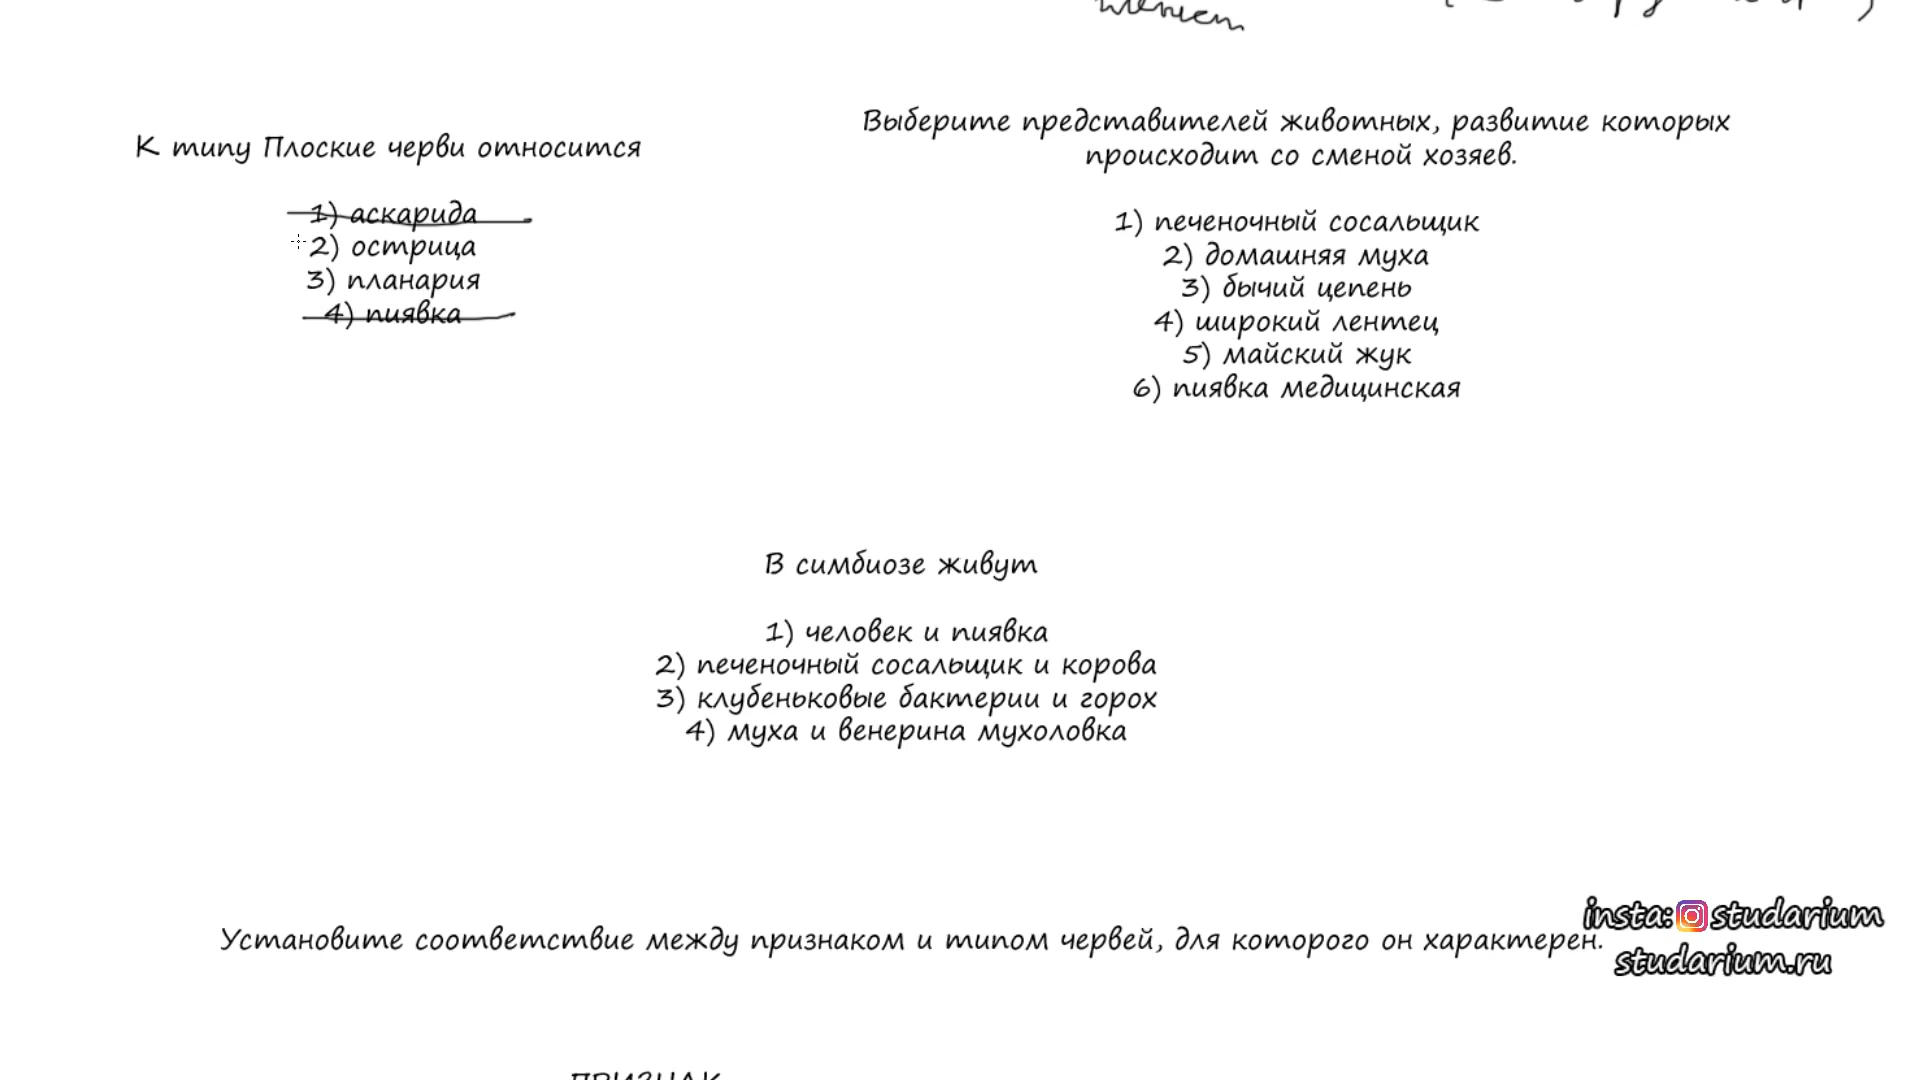 К типу Плоские черви относится
1) аскарида
2) острица
3) планария
4) пиявка
Выберите представителей животных, развитие которых
происходит со сменой хозяев.
1) печеночный сосальщик
2) домашняя муха
3) бычий цепень
4) широкий лентец
5) майский жук
6) пиявка медицинская
В симбиозе живут
1) человек и пиявка
2) печеночный сосальщик и корова
3) клубеньковые бактерии и горох
4) муха и венерина мухоловка
Установите соответствие между признаком и типом червей, для которого он характерен.
insta: studarium
studarium.ru
ПРИЗНАК